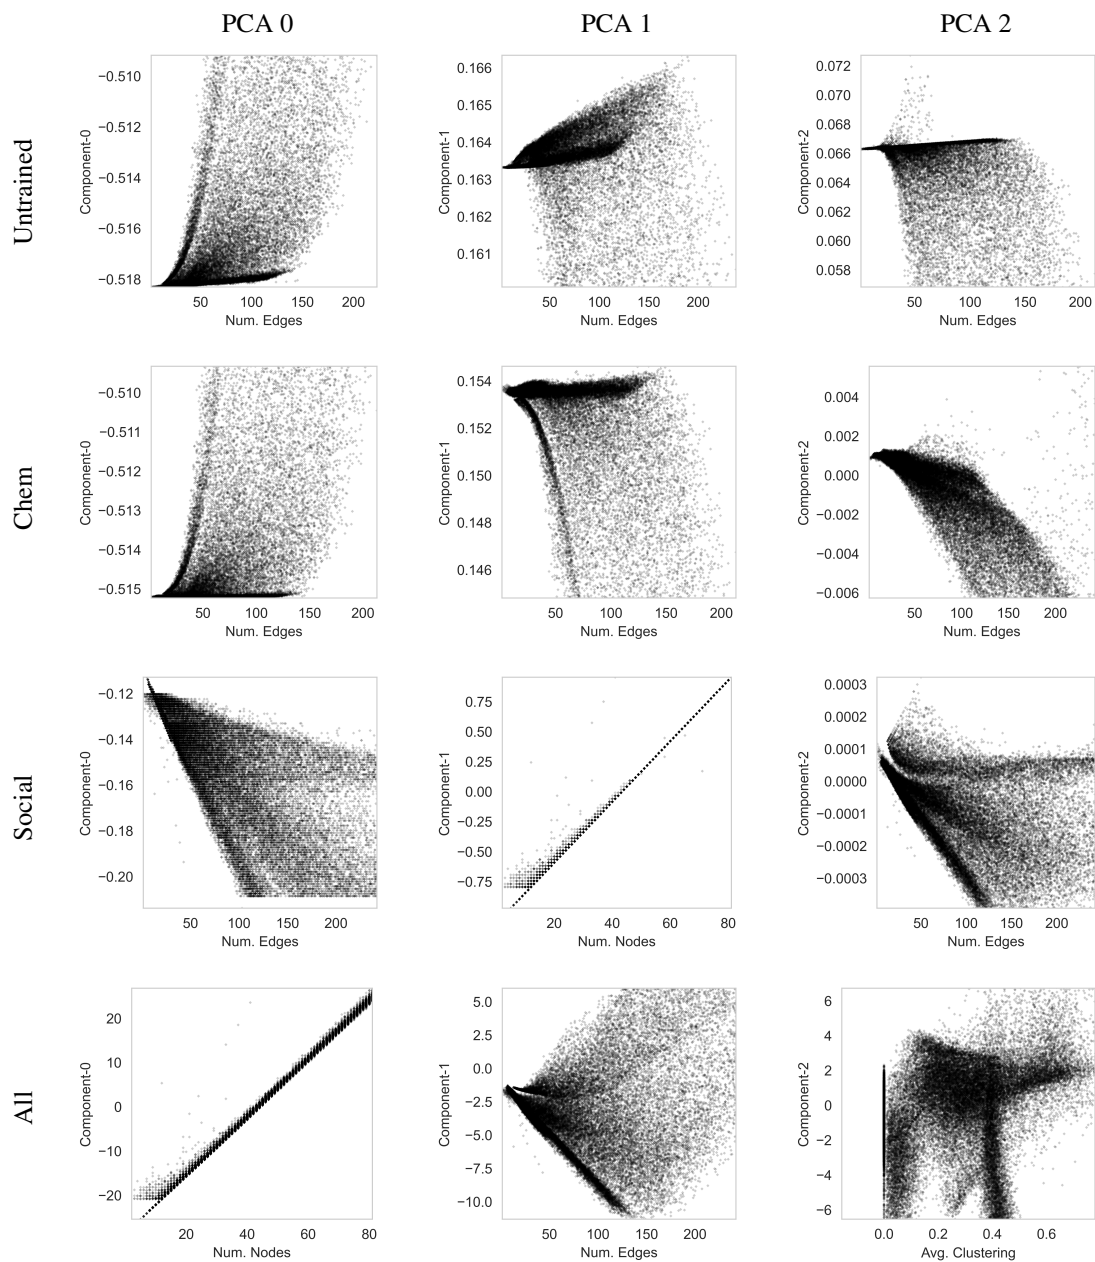 PCA 0 PCA 1 PCA 2
Untrained
Component-0
−0.510
−0.512
−0.514
−0.516
−0.518
50 100 150 200
Num. Edges
Component-1
0.166
0.165
0.164
0.163
0.162
0.161
50 100 150 200
Num. Edges
Component-2
0.072
0.070
0.068
0.066
0.064
0.062
0.060
0.058
50 100 150 200
Num. Edges
Chem
Component-0
−0.510
−0.511
−0.512
−0.513
−0.514
−0.515
50 100 150 200
Num. Edges
Component-1
0.154
0.152
0.150
0.148
0.146
50 100 150 200
Num. Edges
Component-2
0.004
0.002
0.000
−0.002
−0.004
−0.006
50 100 150 200
Num. Edges
Social
Component-0
−0.12
−0.14
−0.16
−0.18
−0.20
50 100 150 200
Num. Edges
Component-1
0.75
0.50
0.25
0.00
−0.25
−0.50
−0.75
20 40 60 80
Num. Nodes
Component-2
0.0003
0.0002
0.0001
0.0000
−0.0001
−0.0002
−0.0003
50 100 150 200
Num. Edges
All
Component-0
20
10
0
−10
−20
20 40 60 80
Num. Nodes
Component-1
5.0
2.5
0.0
−2.5
−5.0
−7.5
−10.0
50 100 150 200
Num. Edges
Component-2
6
4
2
0
−2
−4
−6
0.0 0.2 0.4 0.6
Avg. Clustering